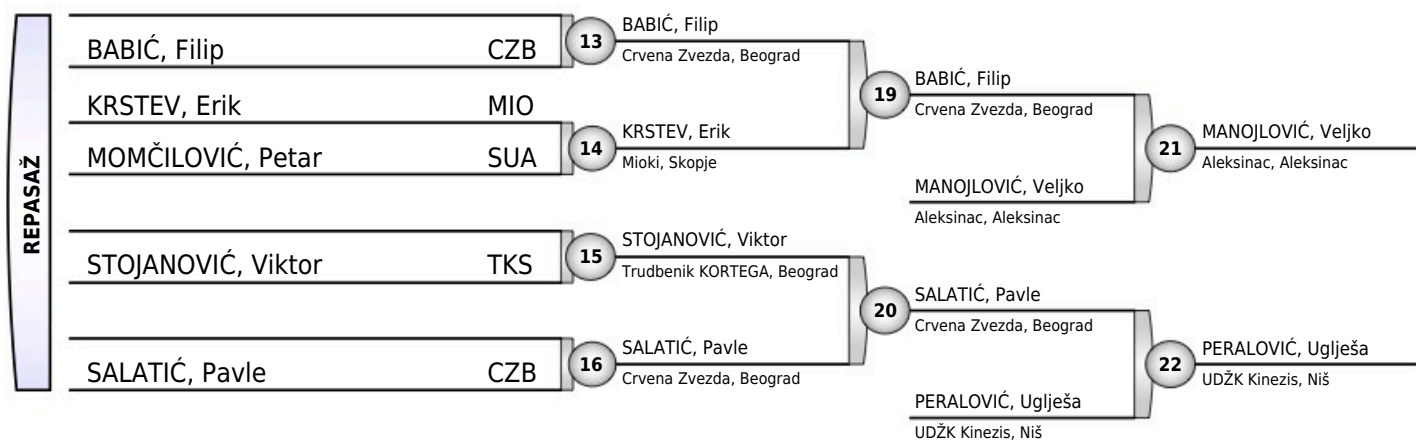 REPASAŽ
BABIĆ, Filip CZB
KRSTEV, Erik MIO
MOMČILOVIĆ, Petar SUA
STOJANOVIĆ, Viktor TKS
SALATIĆ, Pavle CZB
13
BABIĆ, Filip
Crvena Zvezda, Beograd
14
KRSTEV, Erik
Mioki, Skopje
15
STOJANOVIĆ, Viktor
Trudbenik KORTEGA, Beograd
16
SALATIĆ, Pavle
Crvena Zvezda, Beograd
19
BABIĆ, Filip
Crvena Zvezda, Beograd
MANOJLOVIĆ, Veljko
Aleksinac, Aleksinac
20
SALATIĆ, Pavle
Crvena Zvezda, Beograd
PERALOVIĆ, Uglješa
UDŽK Kinezis, Niš
21
MANOJLOVIĆ, Veljko
Aleksinac, Aleksinac
22
PERALOVIĆ, Uglješa
UDŽK Kinezis, Niš